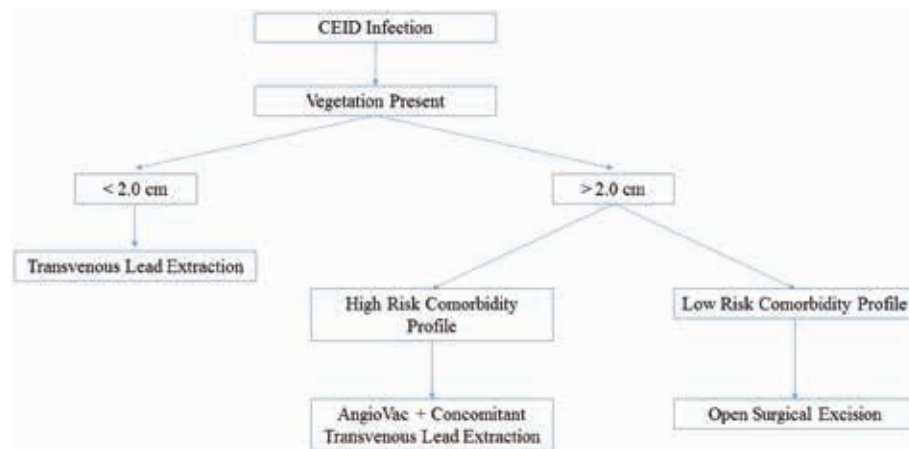 CEID Infection
Vegetation Present
< 2.0 cm
> 2.0 cm
Transvenous Lead Extraction
High Risk Comorbidity
Profile
Low Risk Comorbidity Profile
AngioVac + Concomitant
Transvenous Lead Extraction
Open Surgical Excision